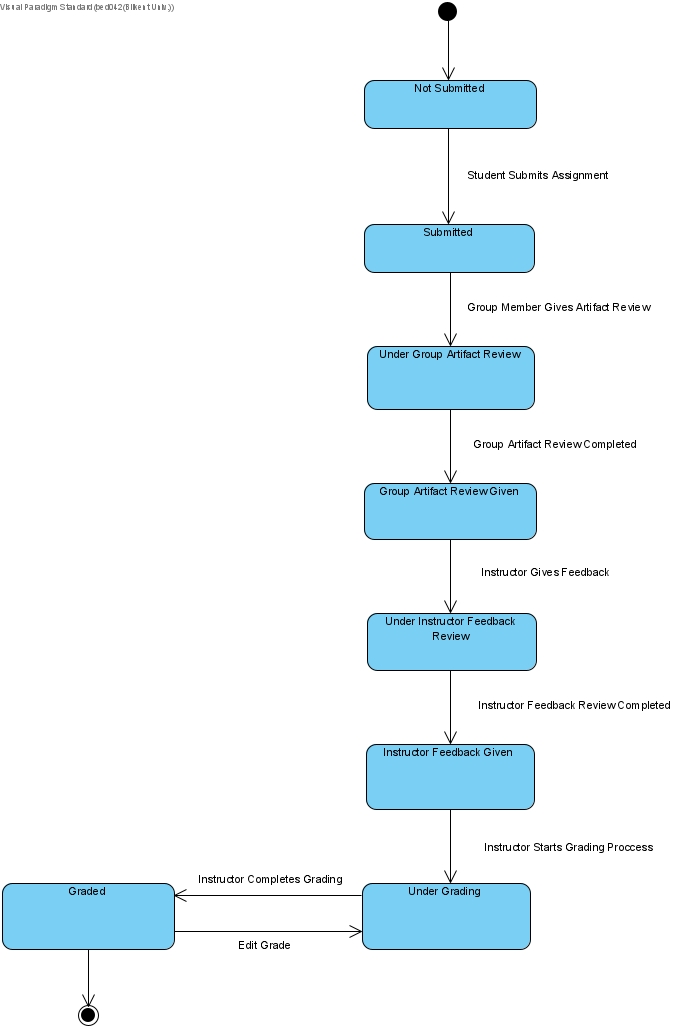 Visual Paradigm Standard(bed042(Bilkent Univ.))
Not Submitted
Student Submits Assignment
Submitted
Group Member Gives Artifact Review
Under Group Artifact Review
Group Artifact Review Completed
Group Artifact Review Given
Instructor Gives Feedback
Under Instructor Feedback
Review
Instructor Feedback Review Completed
Instructor Feedback Given
Instructor Starts Grading Proccess
Instructor Completes Grading
Graded
Under Grading
Edit Grade